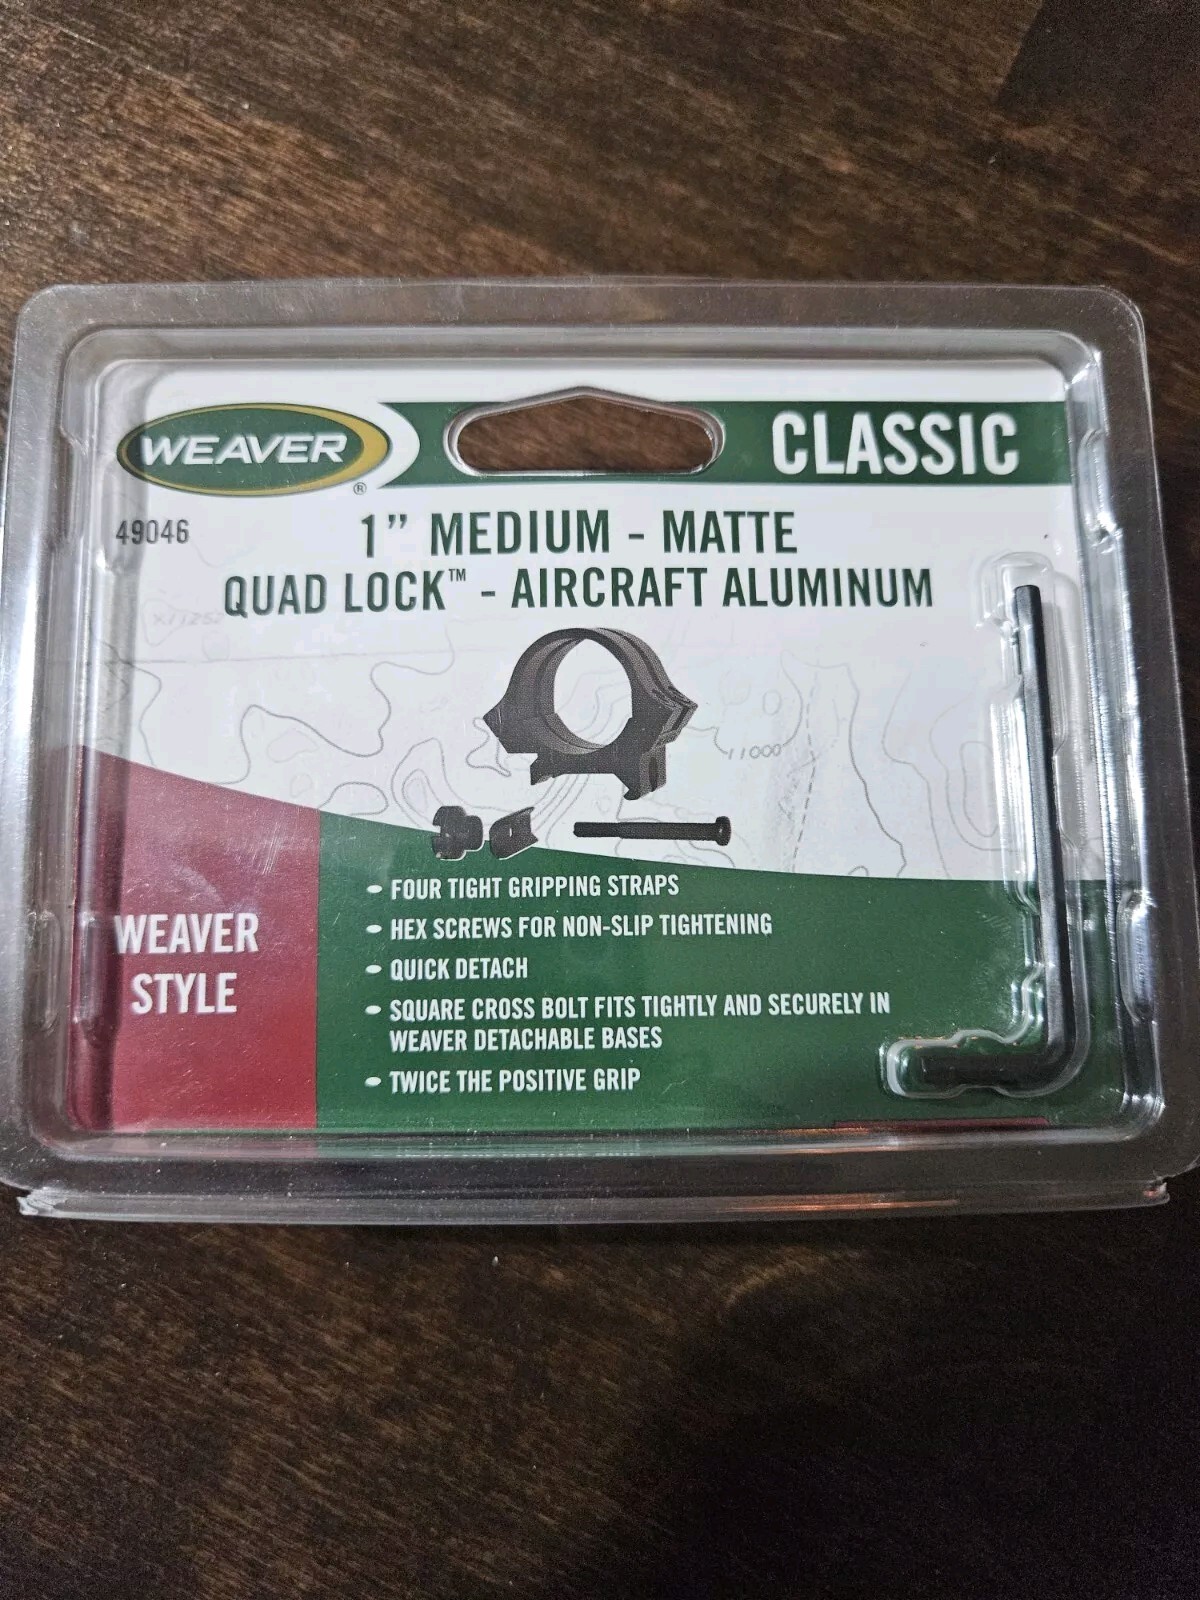 WEAVER®
CLASSIC
49046
1” MEDIUM - MATTE
QUAD LOCK™ - AIRCRAFT ALUMINUM
11000
WEAVER
STYLE
• FOUR TIGHT GRIPPING STRAPS
• HEX SCREWS FOR NON-SLIP TIGHTENING
• QUICK DETACH
• SQUARE CROSS BOLT FITS TIGHTLY AND SECURELY IN
WEAVER DETACHABLE BASES
• TWICE THE POSITIVE GRIP